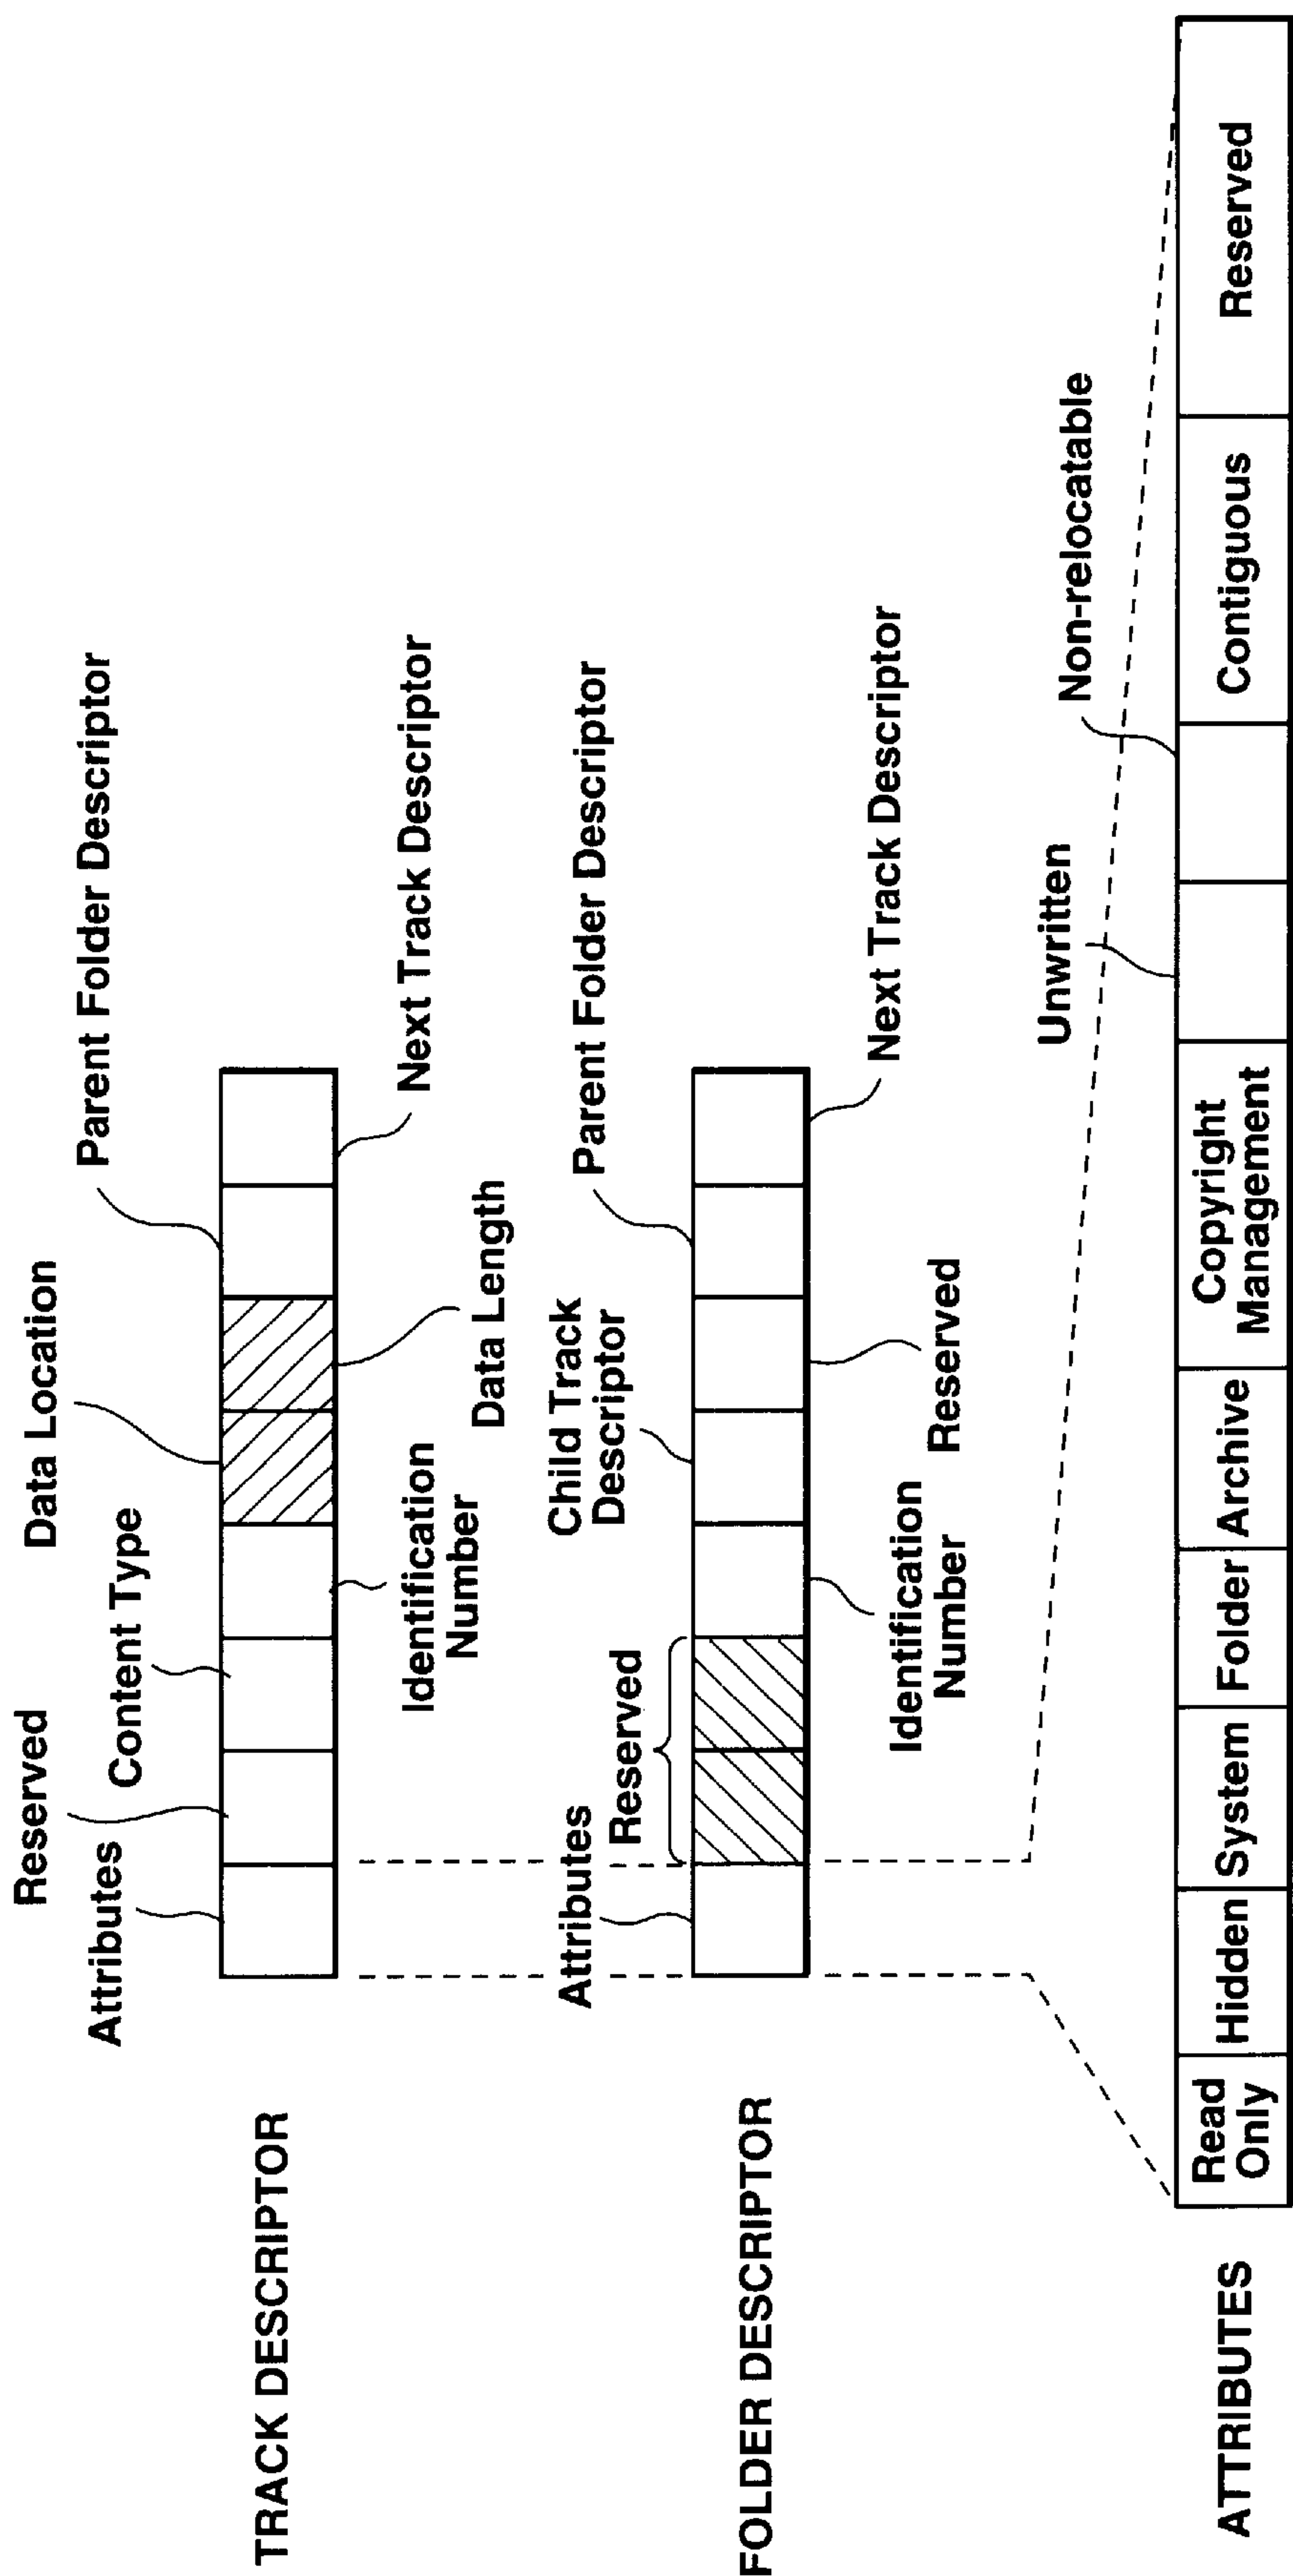 TRACK DESCRIPTOR
Attributes
Reserved
Content Type
Data Location
Parent Folder Descriptor
Identification
Number
Data Length
Next Track Descriptor
FOLDER DESCRIPTOR
Attributes
Reserved
Child Track
Descriptor
Parent Folder Descriptor
Identification
Number
Reserved
Next Track Descriptor
Unwritten
Non-relocatable
ATTRIBUTES
Read
Only
Hidden
System
Folder
Archive
Copyright
Management
Contiguous
Reserved